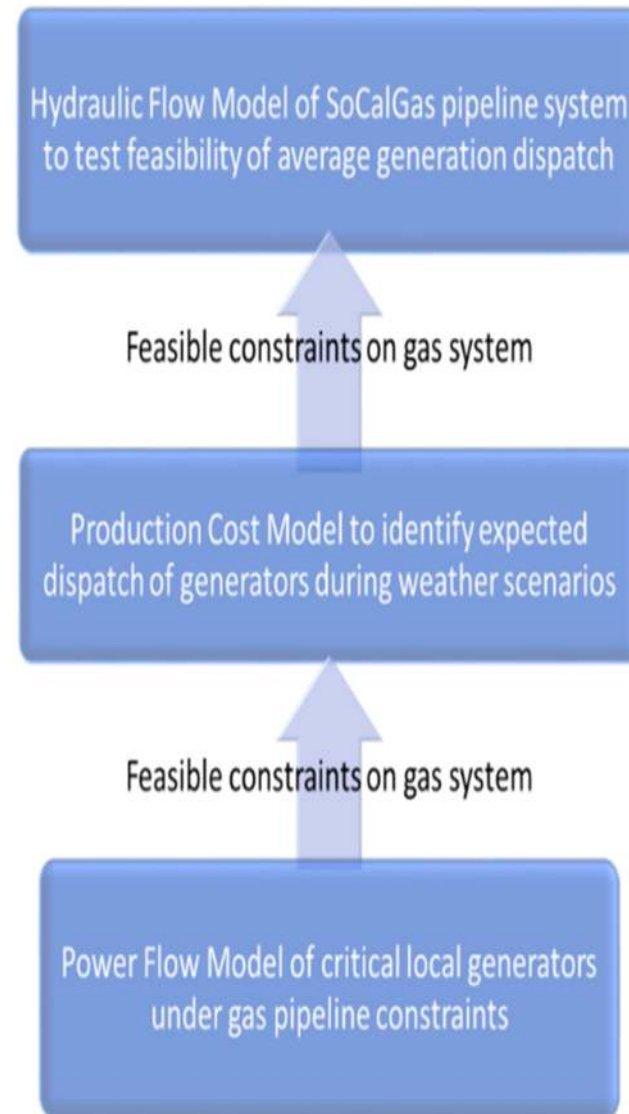 Hydraulic Flow Model of SoCalGas pipeline system
to test feasibility of average generation dispatch
Feasible constraints on gas system
Production Cost Model to identify expected
dispatch of generators during weather scenarios
Feasible constraints on gas system
Power Flow Model of critical local generators
under gas pipeline constraints